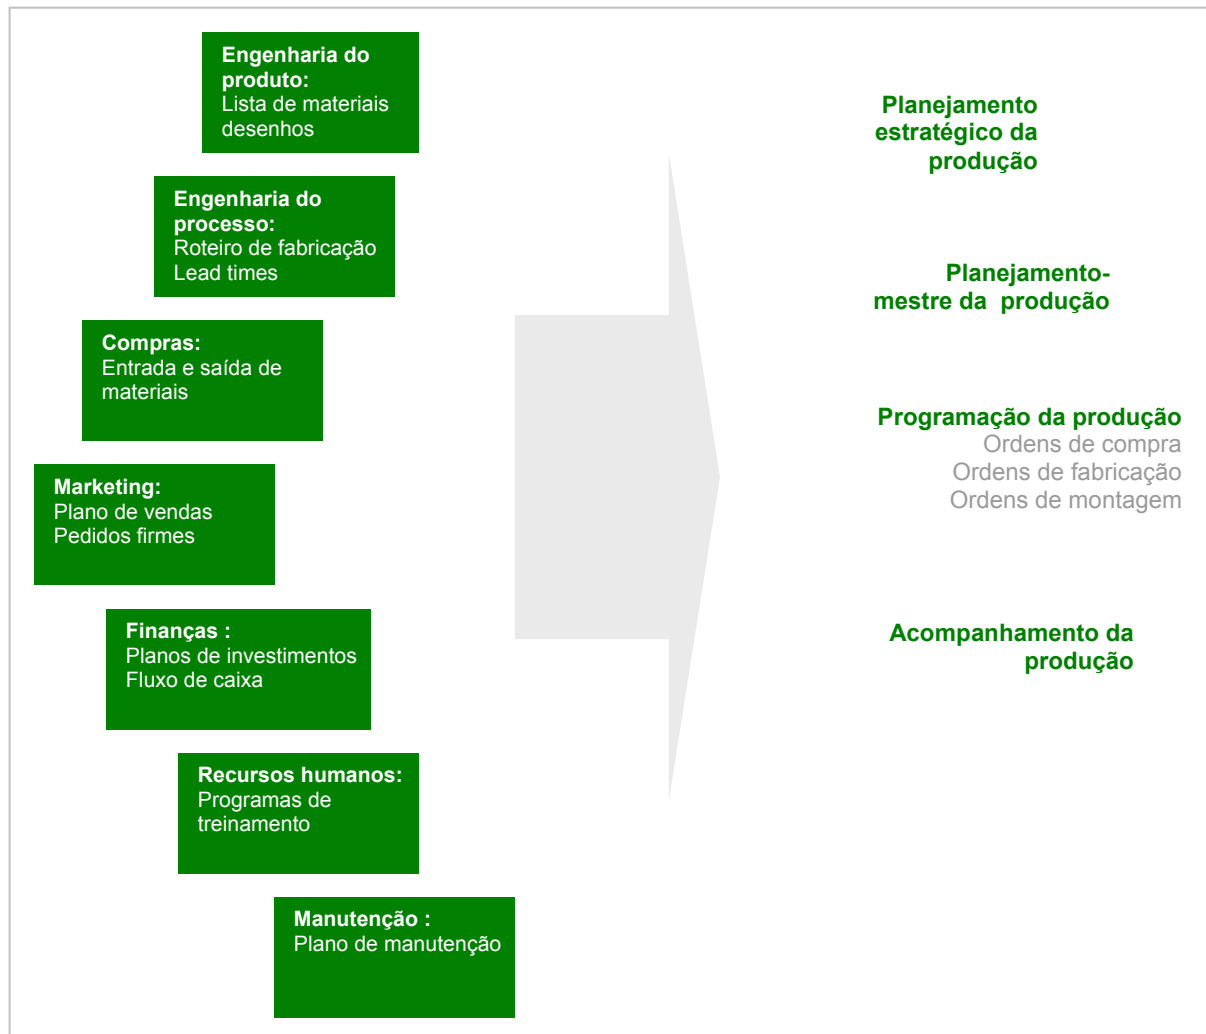 Engenharia do
produto:
Lista de materiais
desenhos
Engenharia do
processo:
Roteiro de fabricação
Lead times
Compras:
Entrada e saída de
materiais
Marketing:
Plano de vendas
Pedidos firmes
Finanças :
Planos de investimentos
Fluxo de caixa
Recursos humanos:
Programas de
treinamento
Manutenção :
Plano de manutenção
Planejamento
estratégico da
produção
Planejamento-
mestre da produção
Programação da produção
Ordens de compra
Ordens de fabricação
Ordens de montagem
Acompanhamento da
produção